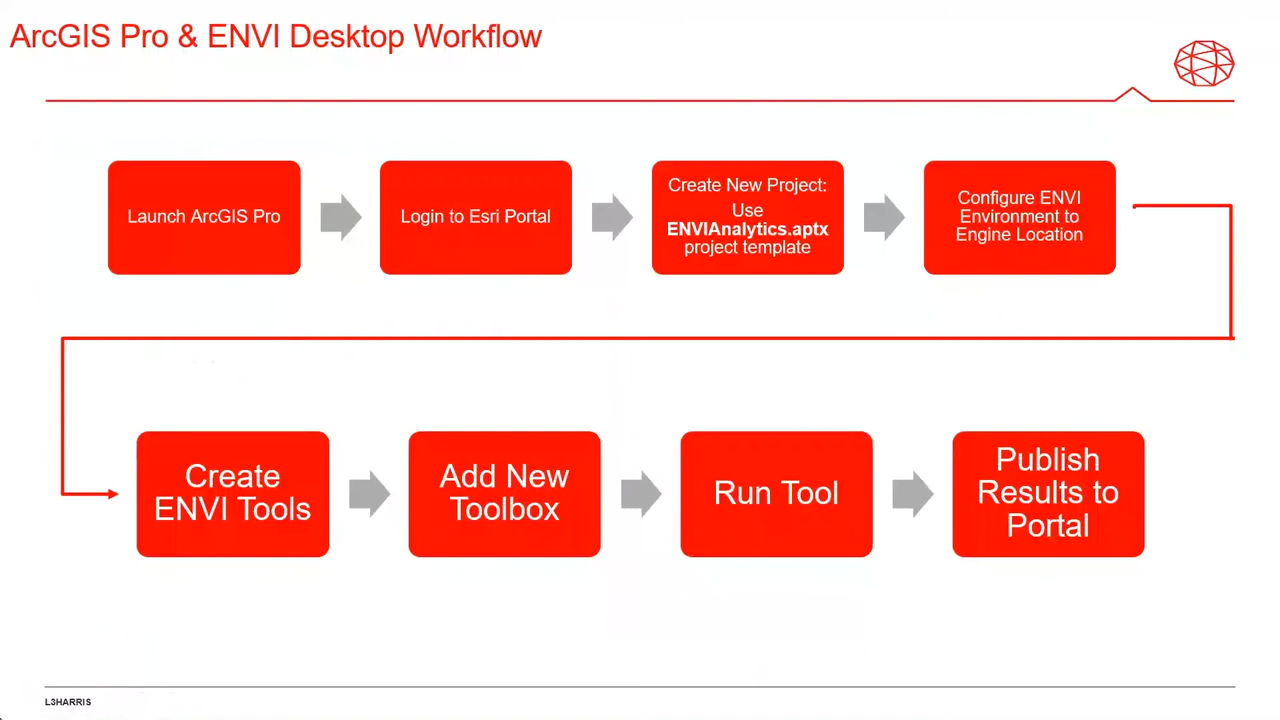 ArcGIS Pro & ENVI Desktop Workflow
Launch ArcGIS Pro
Login to Esri Portal
Create New Project:
Use
ENVIAnalytics.aptx
project template
Configure ENVI
Environment to
Engine Location
Create
ENVI Tools
Add New
Toolbox
Run Tool
Publish
Results to
Portal
L3HARRIS